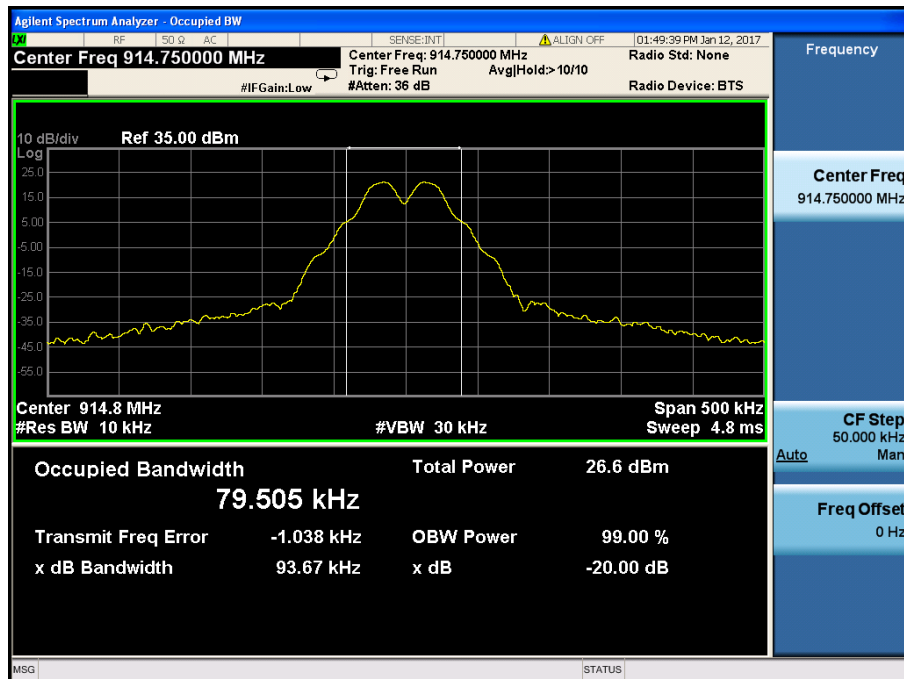 Agilent Spectrum Analyzer - Occupied BW
LXI RF 50 Ω AC SENSE:INT ALIGN OFF 01:49:39 PM Jan 12, 2017
Center Freq 914.750000 MHz
Center Freq: 914.750000 MHz Radio Std: None
Trig: Free Run Avg|Hold:>10/10
#IFGain:Low #Atten: 36 dB Radio Device: BTS
10 dB/div Ref 35.00 dBm
Log
25.0
15.0
5.00
-5.00
-15.0
-25.0
-35.0
-45.0
-55.0
Center 914.8 MHz Span 500 kHz
#Res BW 10 kHz #VBW 30 kHz Sweep 4.8 ms
Occupied Bandwidth Total Power 26.6 dBm
79.505 kHz
Transmit Freq Error -1.038 kHz OBW Power 99.00 %
x dB Bandwidth 93.67 kHz x dB -20.00 dB
MSG STATUS
Frequency
Center Freq
914.750000 MHz
CF Step
50.000 kHz
Auto Man
Freq Offset
0 Hz